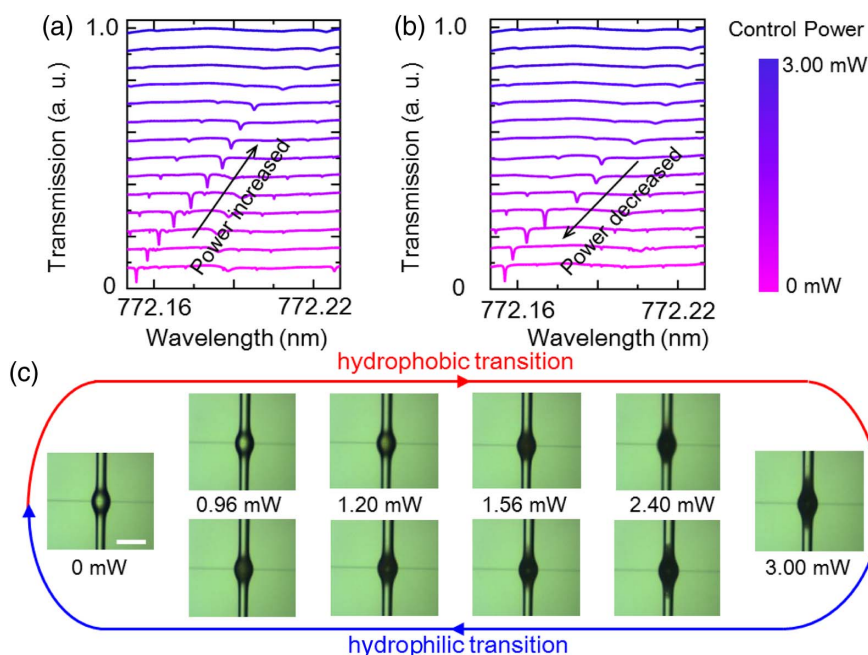 (a)
1.0
Transmission (a. u.)
0
Power increased
772.16
772.22
Wavelength (nm)
(b)
1.0
Transmission (a. u.)
0
Power decreased
772.16
772.22
Wavelength (nm)
Control Power
3.00 mW
0 mW
(c)
hydrophobic transition
0 mW
0.96 mW
1.20 mW
1.56 mW
2.40 mW
3.00 mW
hydrophilic transition